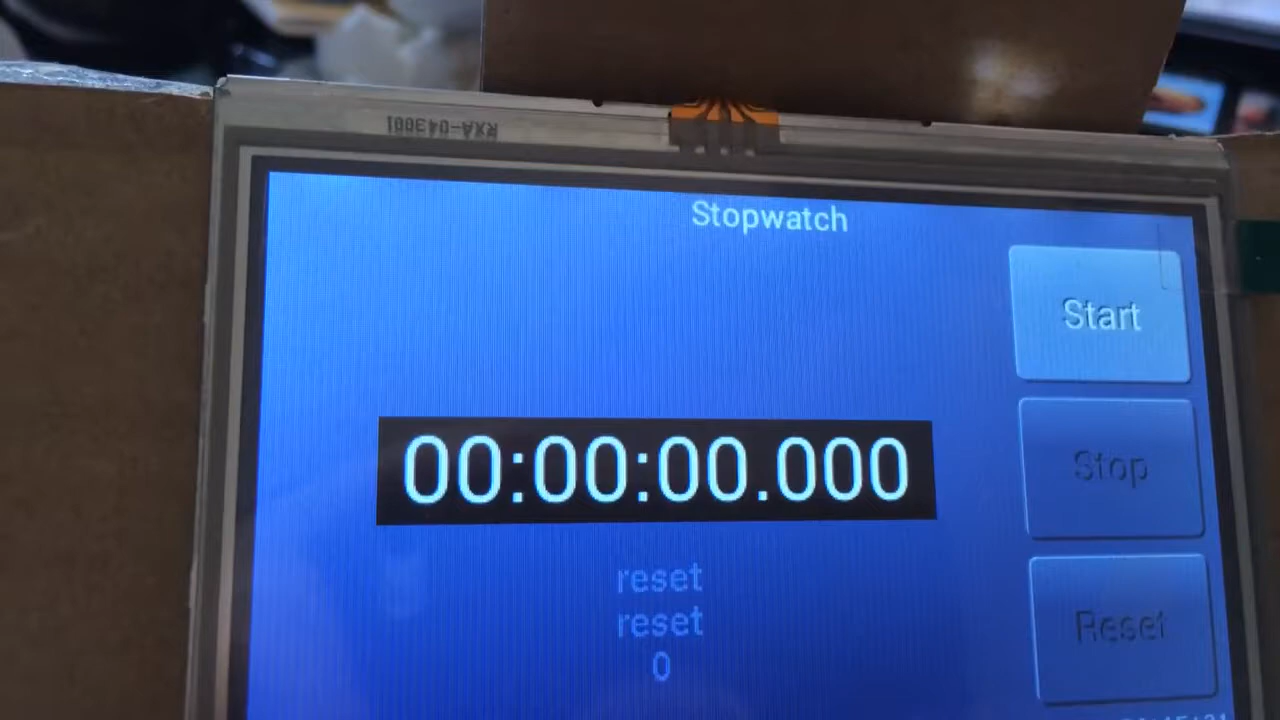 RXA-043001
Stopwatch
Start
00:00:00.000
Stop
reset
reset
Reset
0